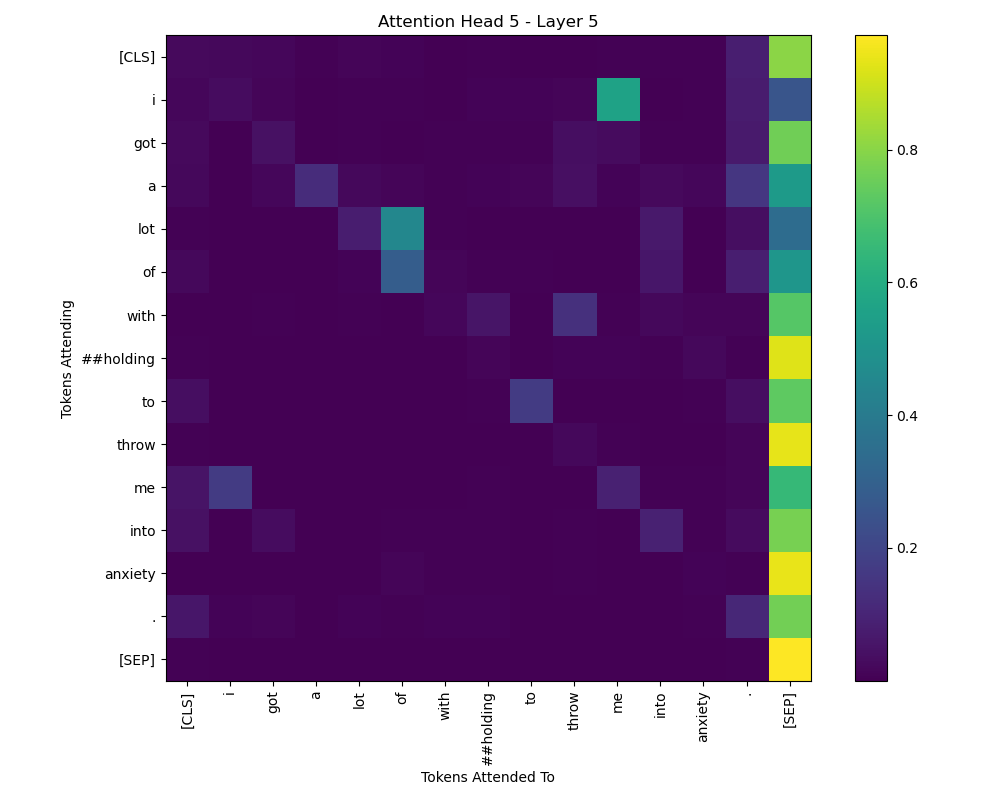 Attention Head 5 - Layer 5
[CLS]
i
got
a
lot
of
with
##holding
to
throw
me
into
anxiety
.
[SEP]
Tokens Attending
[CLS]
i
got
a
lot
of
with
##holding
to
throw
me
into
anxiety
.
[SEP]
Tokens Attended To
0.8
0.6
0.4
0.2